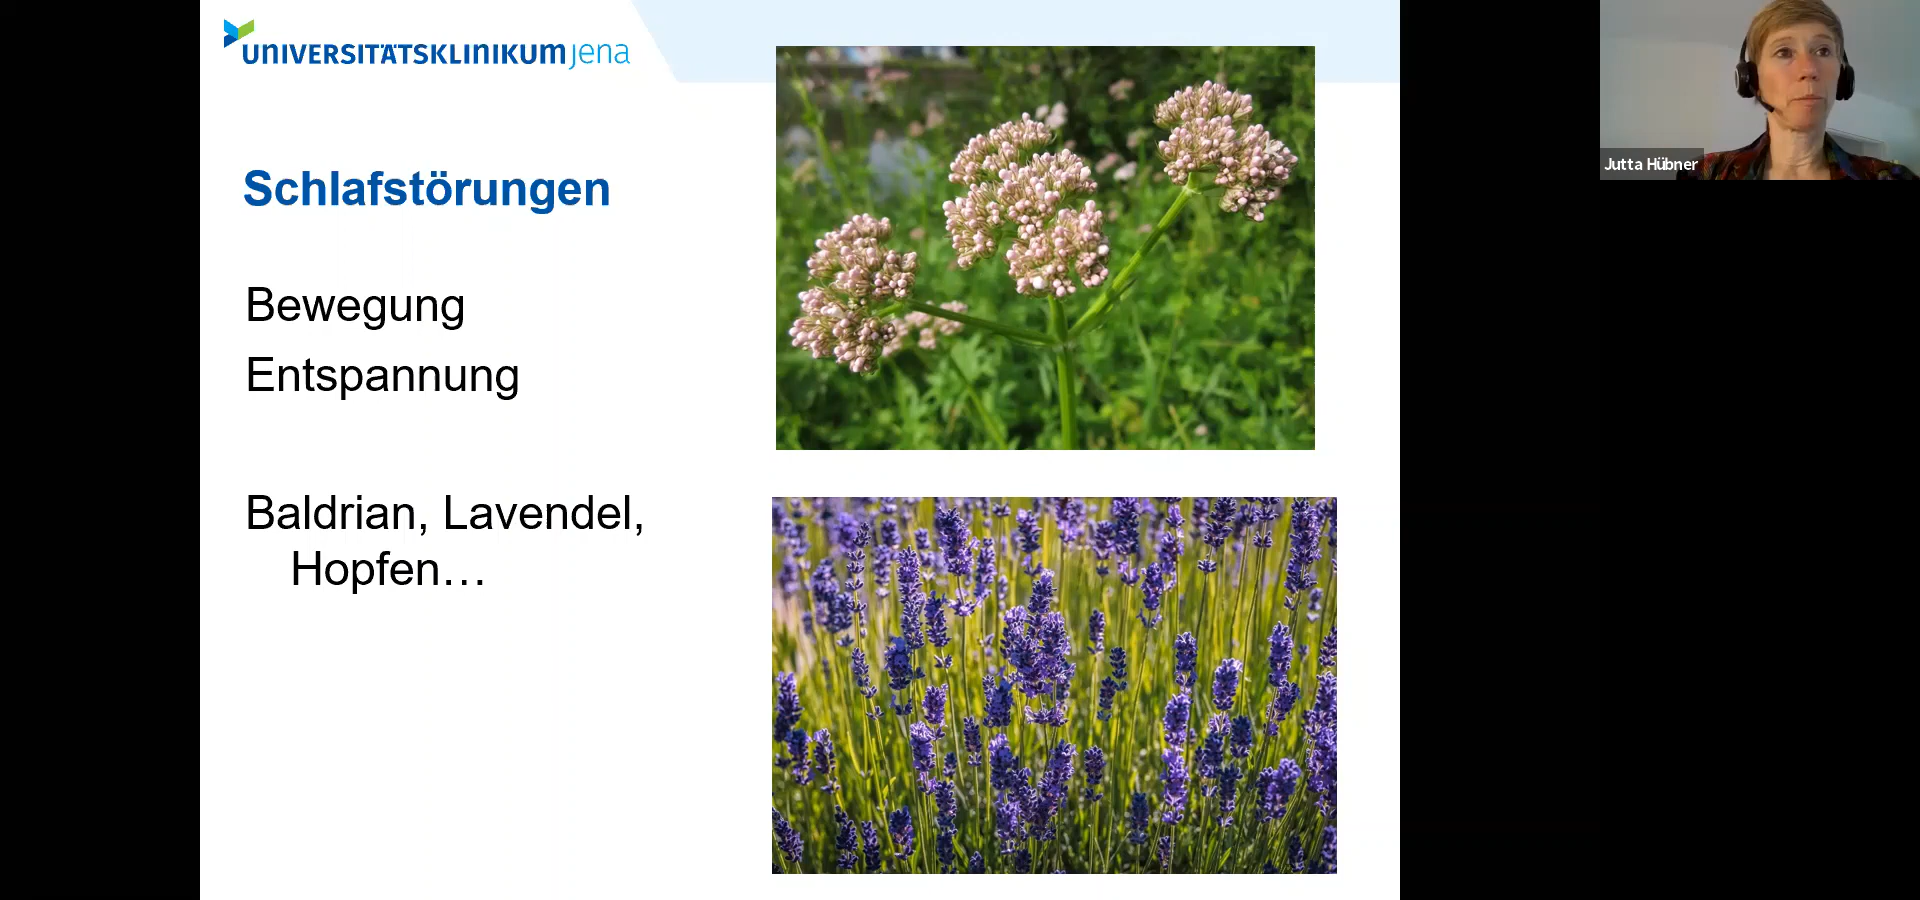 UNIVERSITÄTSKLINIKUM jena
Schlafstörungen
Bewegung
Entspannung
Baldrian, Lavendel,
Hopfen…
Jutta Hübner